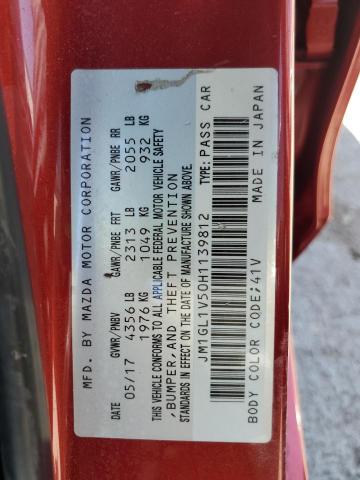 MFD. BY MAZDA MOTOR CORPORATION
DATE GVWR/PNBV GAWR/PNBE FRT GAWR/PNBE RR
05/17 4356 LB 2313 LB 2055 LB
1976 KG 1049 KG 932 KG
THIS VEHICLE CONFORMS TO ALL APPLICABLE FEDERAL MOTOR VEHICLE SAFETY
,BUMPER,AND THEFT PREVENTION
STANDARDS IN EFFECT ON THE DATE OF MANUFACTURE SHOWN ABOVE.
JM1GL1V50H1139812 TYPE:PASS CAR
BODY COLOR CODE:41V MADE IN JAPAN